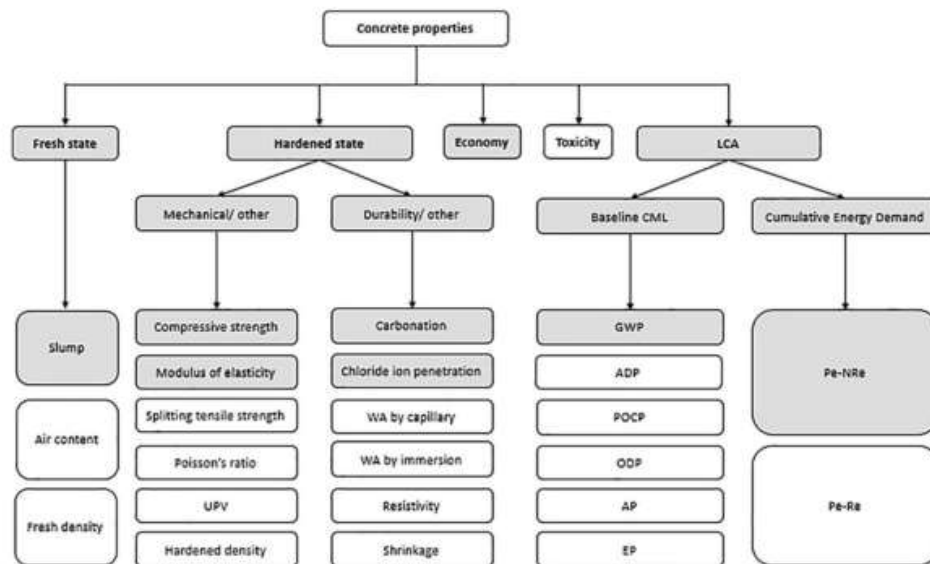 Concrete properties
Fresh state
Hardened state
Economy
Toxicity
LCA
Mechanical/ other
Durability/ other
Baseline CML
Cumulative Energy Demand
Slump
Compressive strength
Carbonation
GWP
Pe-NRe
Modulus of elasticity
Chloride ion penetration
ADP
Air content
Splitting tensile strength
WA by capillary
POCP
Poisson's ratio
WA by immersion
ODP
Fresh density
UPV
Resistivity
AP
Pe-Re
Hardened density
Shrinkage
EP